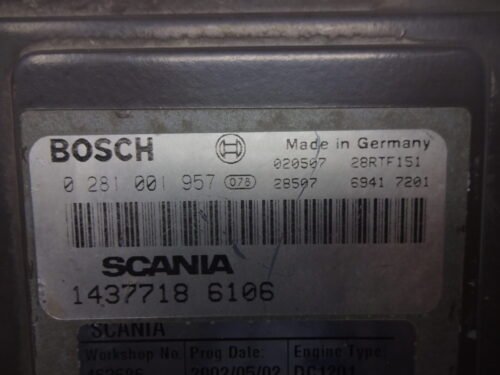 BOSCH Made in Germany
020507 28RTF151
0 281 001 957 078 28507 6941 7201
SCANIA
1437718 6106
SCANIA
Workshop No. Prog Date: Engine Type:
2002/05/02 DC1201